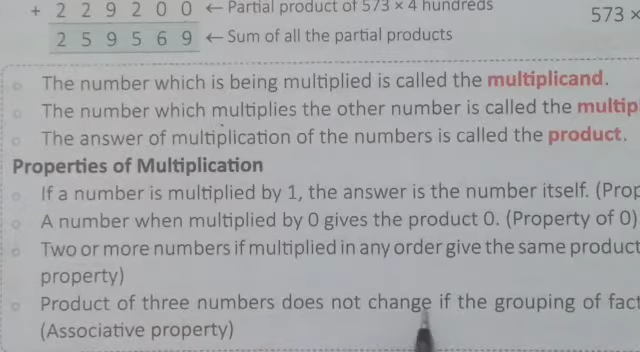 + 2 2 9 2 0 0 ← Partial product of 573 × 4 hundreds
573 ×
2 5 9 5 6 9 ← Sum of all the partial products
The number which is being multiplied is called the multiplicand.
The number which multiplies the other number is called the
The answer of multiplication of the numbers is called the product.
Properties of Multiplication
If a number is multiplied by 1, the answer is the number itself.
A number when multiplied by 0 gives the product 0. (Property of 0)
Two or more numbers if multiplied in any order give the same product
property)
Product of three numbers does not change if the grouping of
(Associative property)